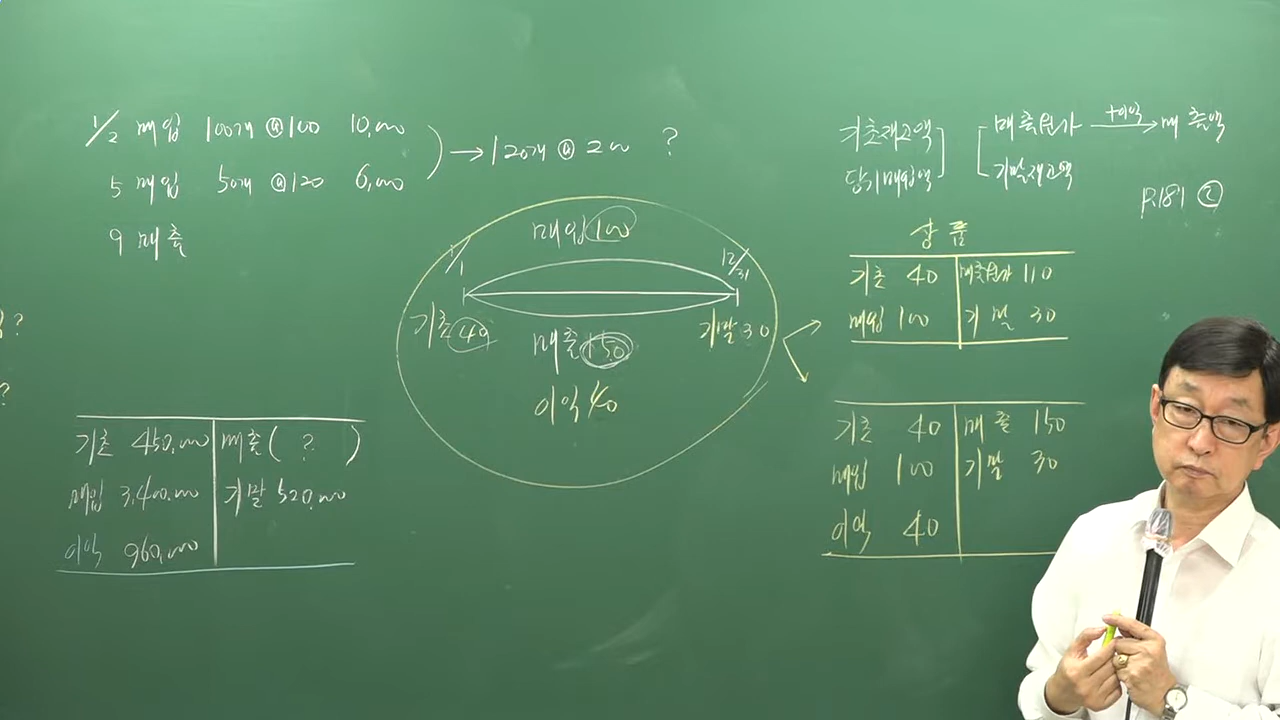 1/2 매입 100개 @100 10,000
5 매입 50개 @120 6,000
→ 120개 @ 200 ?
9 매출
기초재고액
당기매입액
매출원가 +이익 → 매출액
기말재고액
P.181 ②
매입 100
1/1
12/31
기초 40
매출 150
기말 30
이익 40
상품
기초 40 매출원가 110
매입 100 기말 30
기초 40 매출 150
매입 100 기말 30
이익 40
?
?
기초 450,000 매출 ( ? )
매입 3,400,000 기말 520,000
이익 960,000